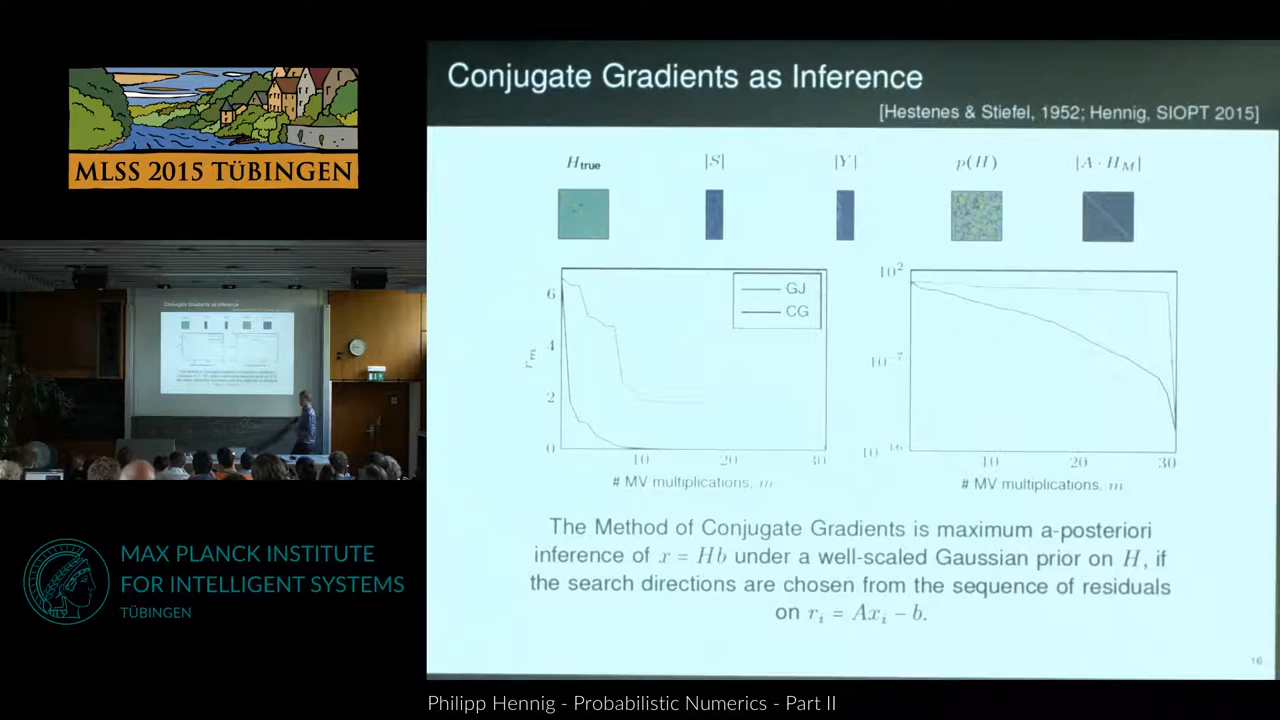 MLSS 2015 TÜBINGEN
MAX PLANCK INSTITUTE
FOR INTELLIGENT SYSTEMS
TÜBINGEN
Conjugate Gradients as Inference
[Hestenes & Stiefel, 1952; Hennig, SIOPT 2015]
H_true |S| |Y| p(H) |A · H_M|
GJ
CG
r_m
6
4
2
0
10 20 30
# MV multiplications, m
10^2
10^-7
10^-16
10 20 30
# MV multiplications, m
The Method of Conjugate Gradients is maximum a-posteriori
inference of x = Hb under a well-scaled Gaussian prior on H, if
the search directions are chosen from the sequence of residuals
on r_i = Ax_i − b.
16
Philipp Hennig - Probabilistic Numerics - Part II